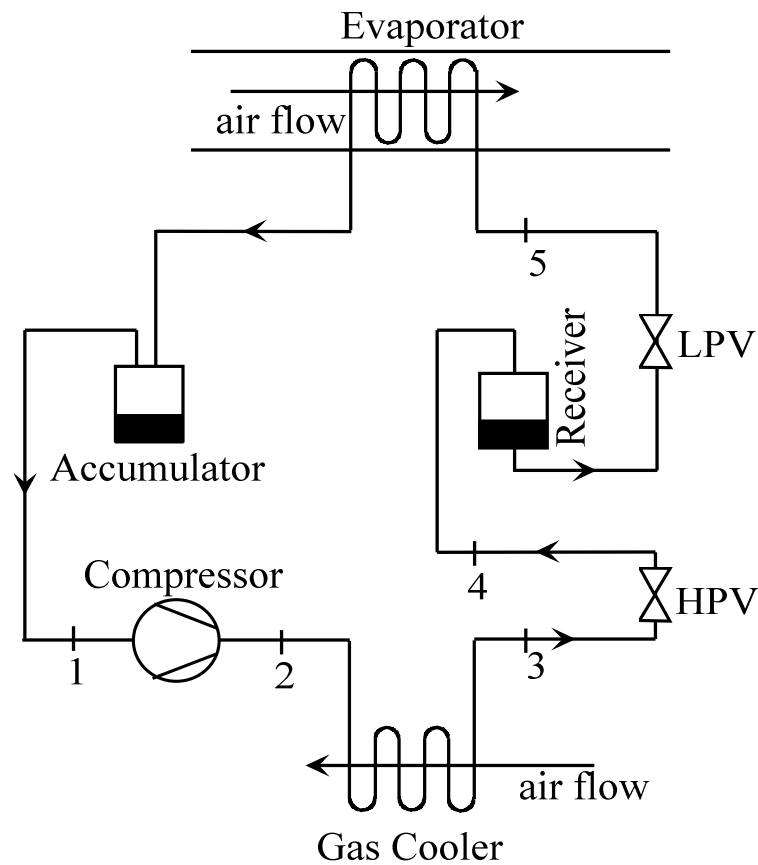 Evaporator
air flow
5
LPV
Receiver
Accumulator
4
HPV
Compressor
1
2
3
air flow
Gas Cooler